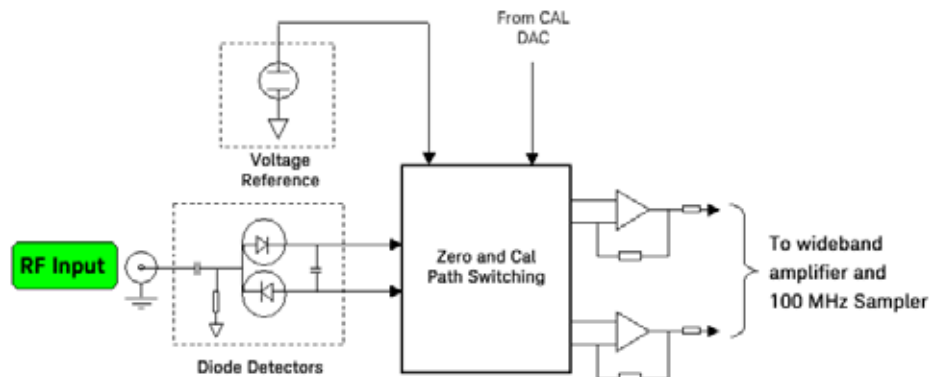 From CAL
DAC
Voltage
Reference
RF Input
Zero and Cal
Path Switching
To wideband
amplifier and
100 MHz Sampler
Diode Detectors